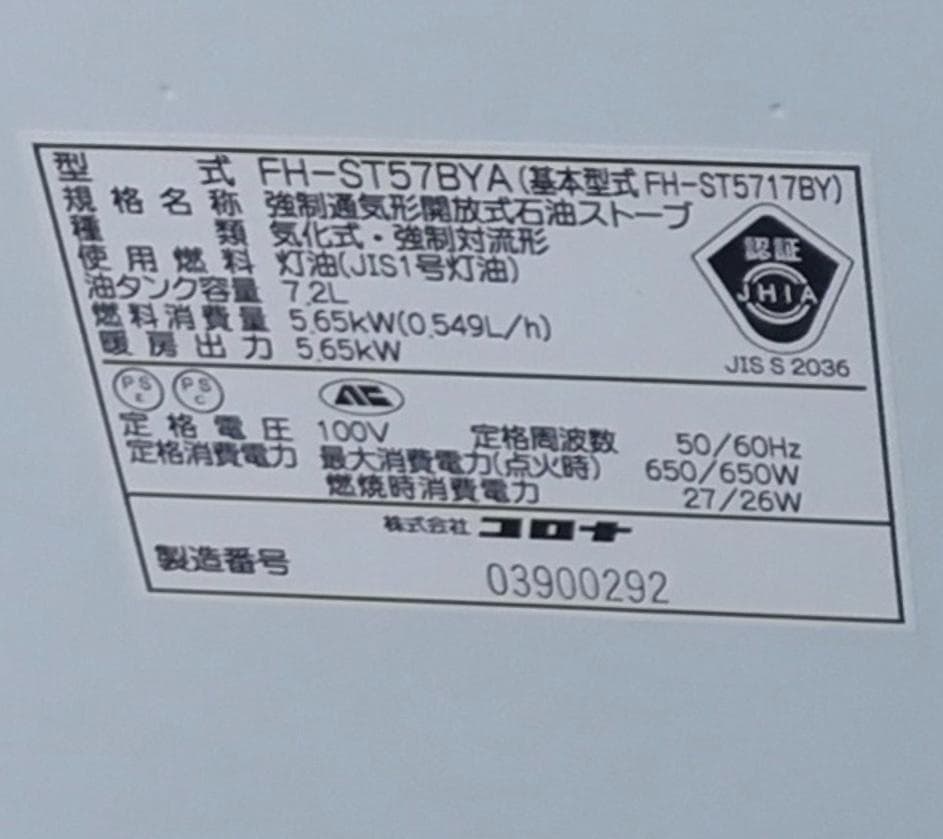 型式 FH-ST57BYA(基本型式FH-ST5717BY)
規格名称 強制通気形開放式石油ストーブ
種類 気化式・強制対流形
使用燃料 灯油(JIS1号灯油)
油タンク容量 7.2L
燃料消費量 5.65kW(0.549L/h)
暖房出力 5.65kW
認証
JHIA
JIS S 2036
PS E
PS C
定格電圧 100V 定格周波数 50/60Hz
定格消費電力 最大消費電力(点火時) 650/650W
燃焼時消費電力 27/26W
株式会社 コロナ
製造番号 03900292